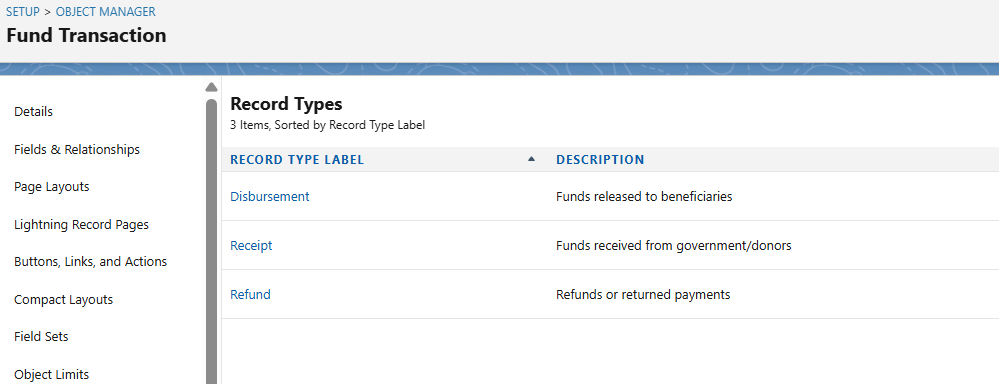 SETUP > OBJECT MANAGER
Fund Transaction
Details
Fields & Relationships
Page Layouts
Lightning Record Pages
Buttons, Links, and Actions
Compact Layouts
Field Sets
Object Limits
Record Types
3 Items, Sorted by Record Type Label
RECORD TYPE LABEL DESCRIPTION
Disbursement Funds released to beneficiaries
Receipt Funds received from government/donors
Refund Refunds or returned payments